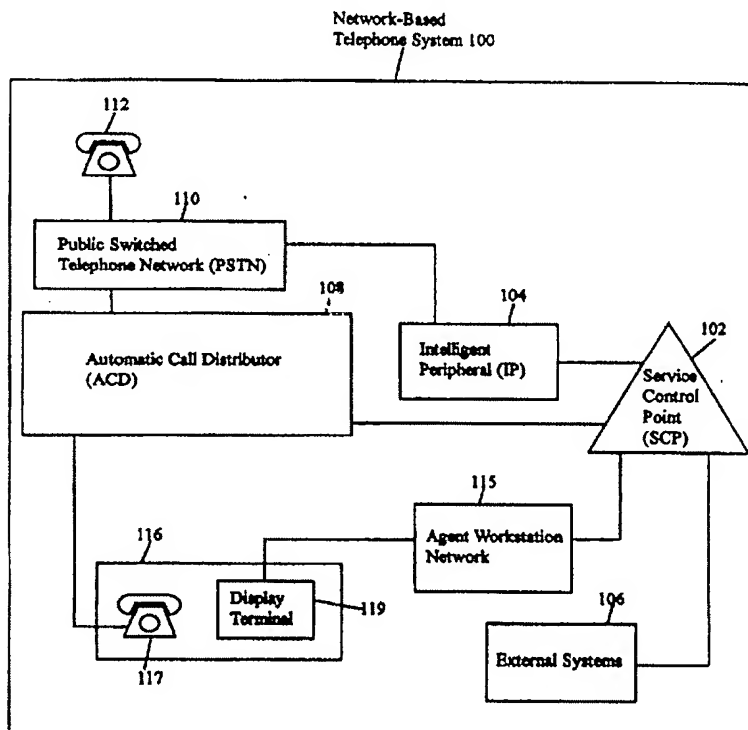 Network-Based
Telephone System 100
112
110
Public Switched
Telephone Network (PSTN)
108
Automatic Call Distributor
(ACD)
104
Intelligent
Peripheral (IP)
102
Service
Control
Point
(SCP)
115
Agent Workstation
Network
116
Display
Terminal
119
117
106
External Systems